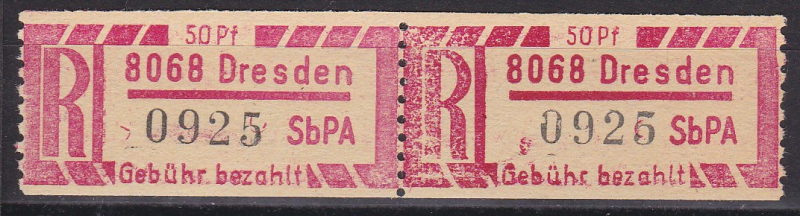 50 Pf
R 8068 Dresden
0925 SbPA
Gebühr bezahlt
50 Pf
R 8068 Dresden
0925 SbPA
Gebühr bezahlt